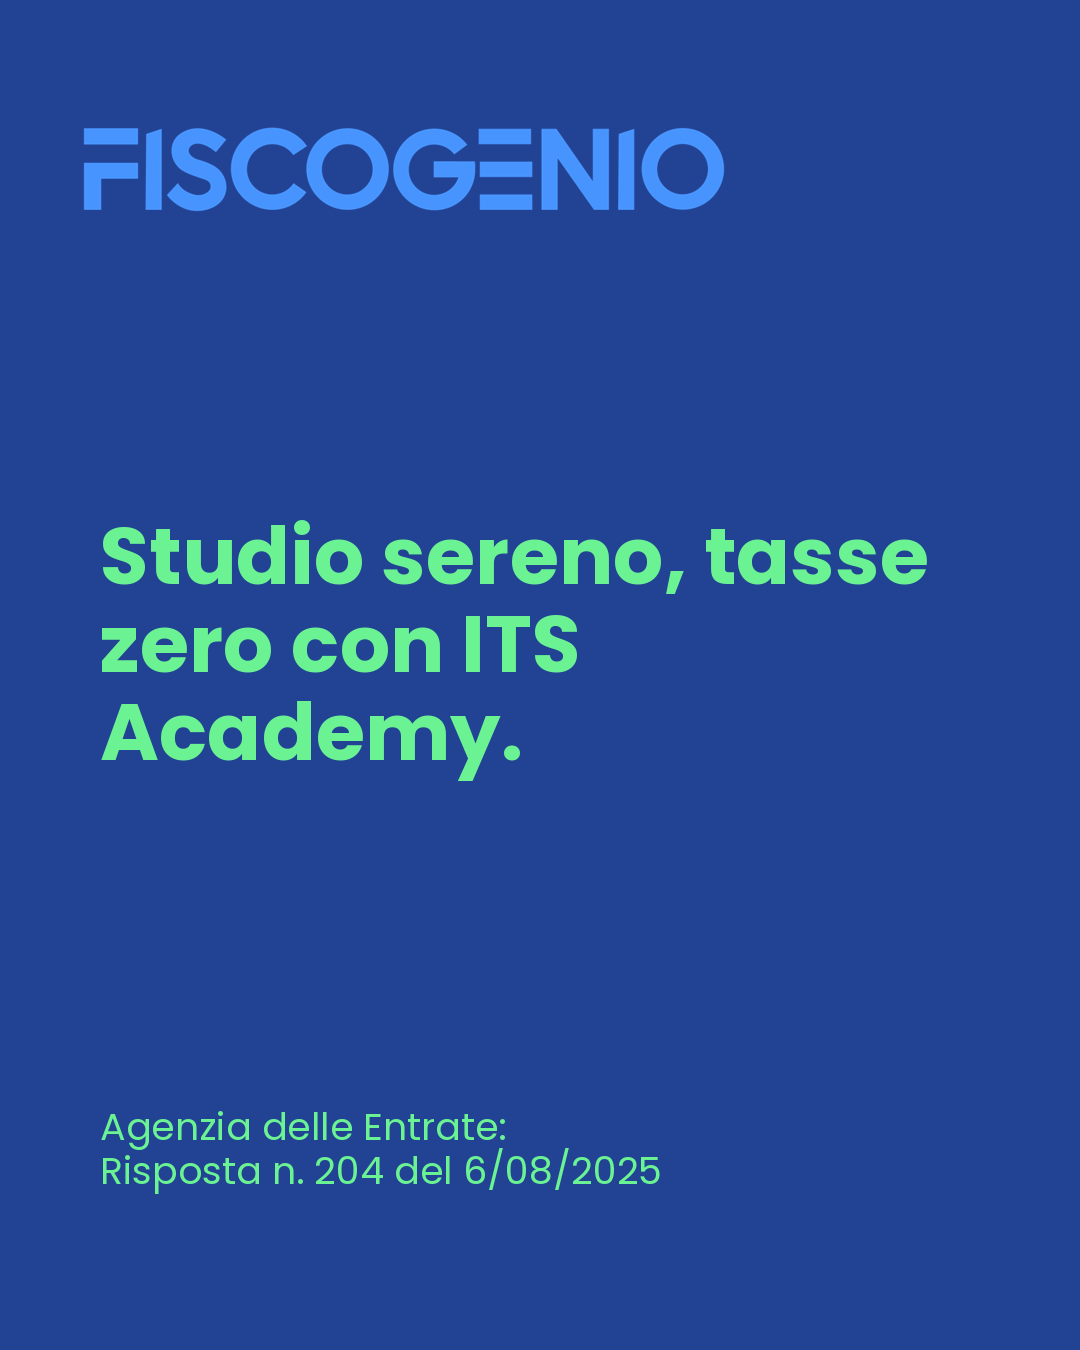 FISCOGENIO
Studio sereno, tasse
zero con ITS
Academy.
Agenzia delle Entrate:
Risposta n. 204 del 6/08/2025